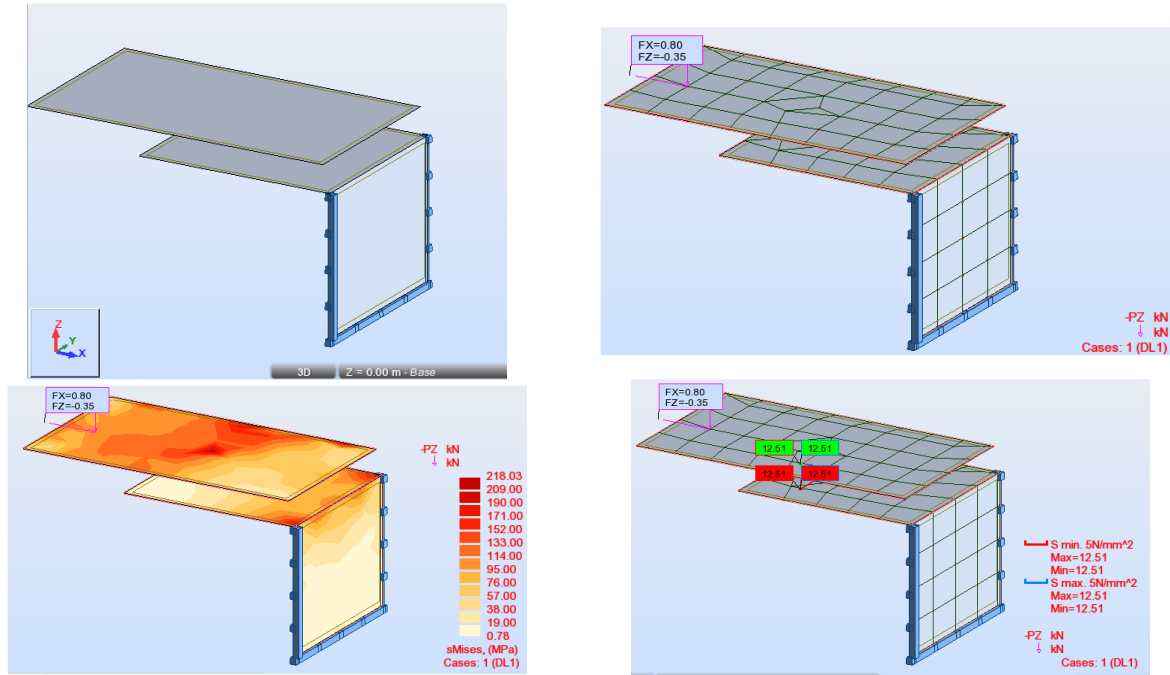 Z
Y
X
3D
Z = 0.00 m - Base
FX=0.80
FZ=-0.35
-PZ kN
kN
Cases: 1 (DL1)
FX=0.80
FZ=-0.35
-PZ kN
kN
218.03
209.00
190.00
171.00
152.00
133.00
114.00
95.00
76.00
57.00
38.00
19.00
0.78
sMises, (MPa)
Cases: 1 (DL1)
FX=0.80
FZ=-0.35
12.51 12.51
12.51 12.51
S min. 5N/mm^2
Max=12.51
Min=12.51
S max. 5N/mm^2
Max=12.51
Min=12.51
-PZ kN
kN
Cases: 1 (DL1)